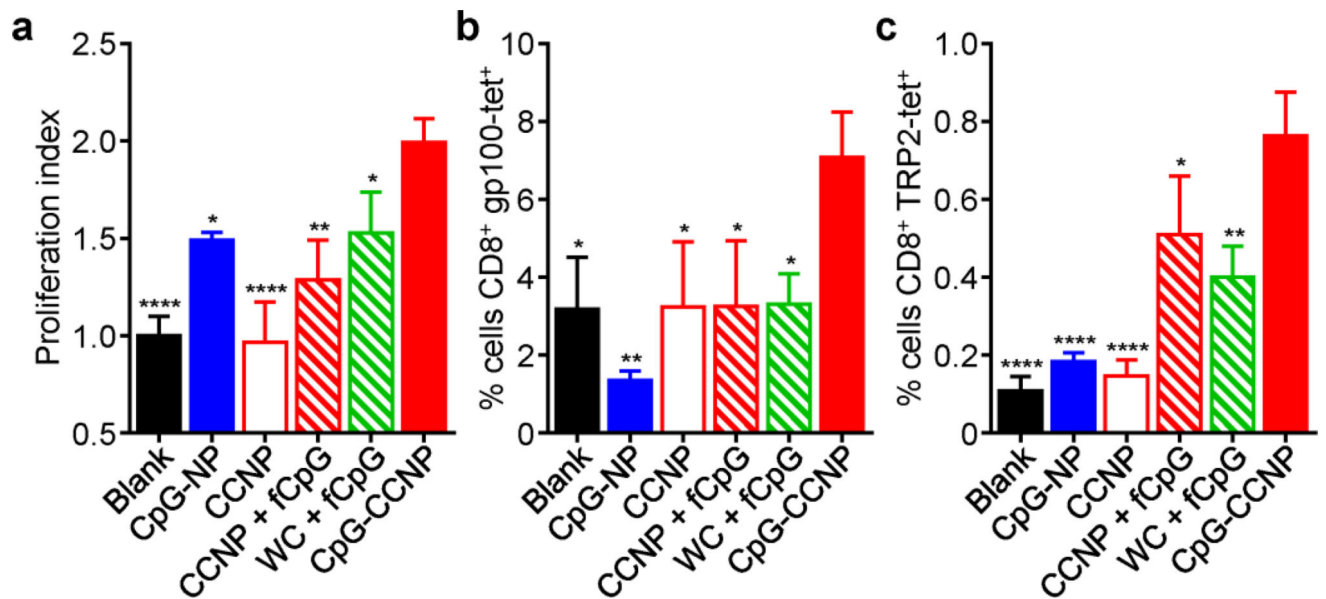 a
Proliferation index
2.5
2.0
1.5
1.0
0.5
****
*
****
**
*
Blank
CpG-NP
CCNP
CCNP + fCpG
WC + fCpG
CpG-CCNP
b
% cells CD8⁺ gp100-tet⁺
10
8
6
4
2
0
*
**
*
*
*
Blank
CpG-NP
CCNP
CCNP + fCpG
WC + fCpG
CpG-CCNP
c
% cells CD8⁺ TRP2-tet⁺
1.0
0.8
0.6
0.4
0.2
0
****
****
****
*
**
Blank
CpG-NP
CCNP
CCNP + fCpG
WC + fCpG
CpG-CCNP